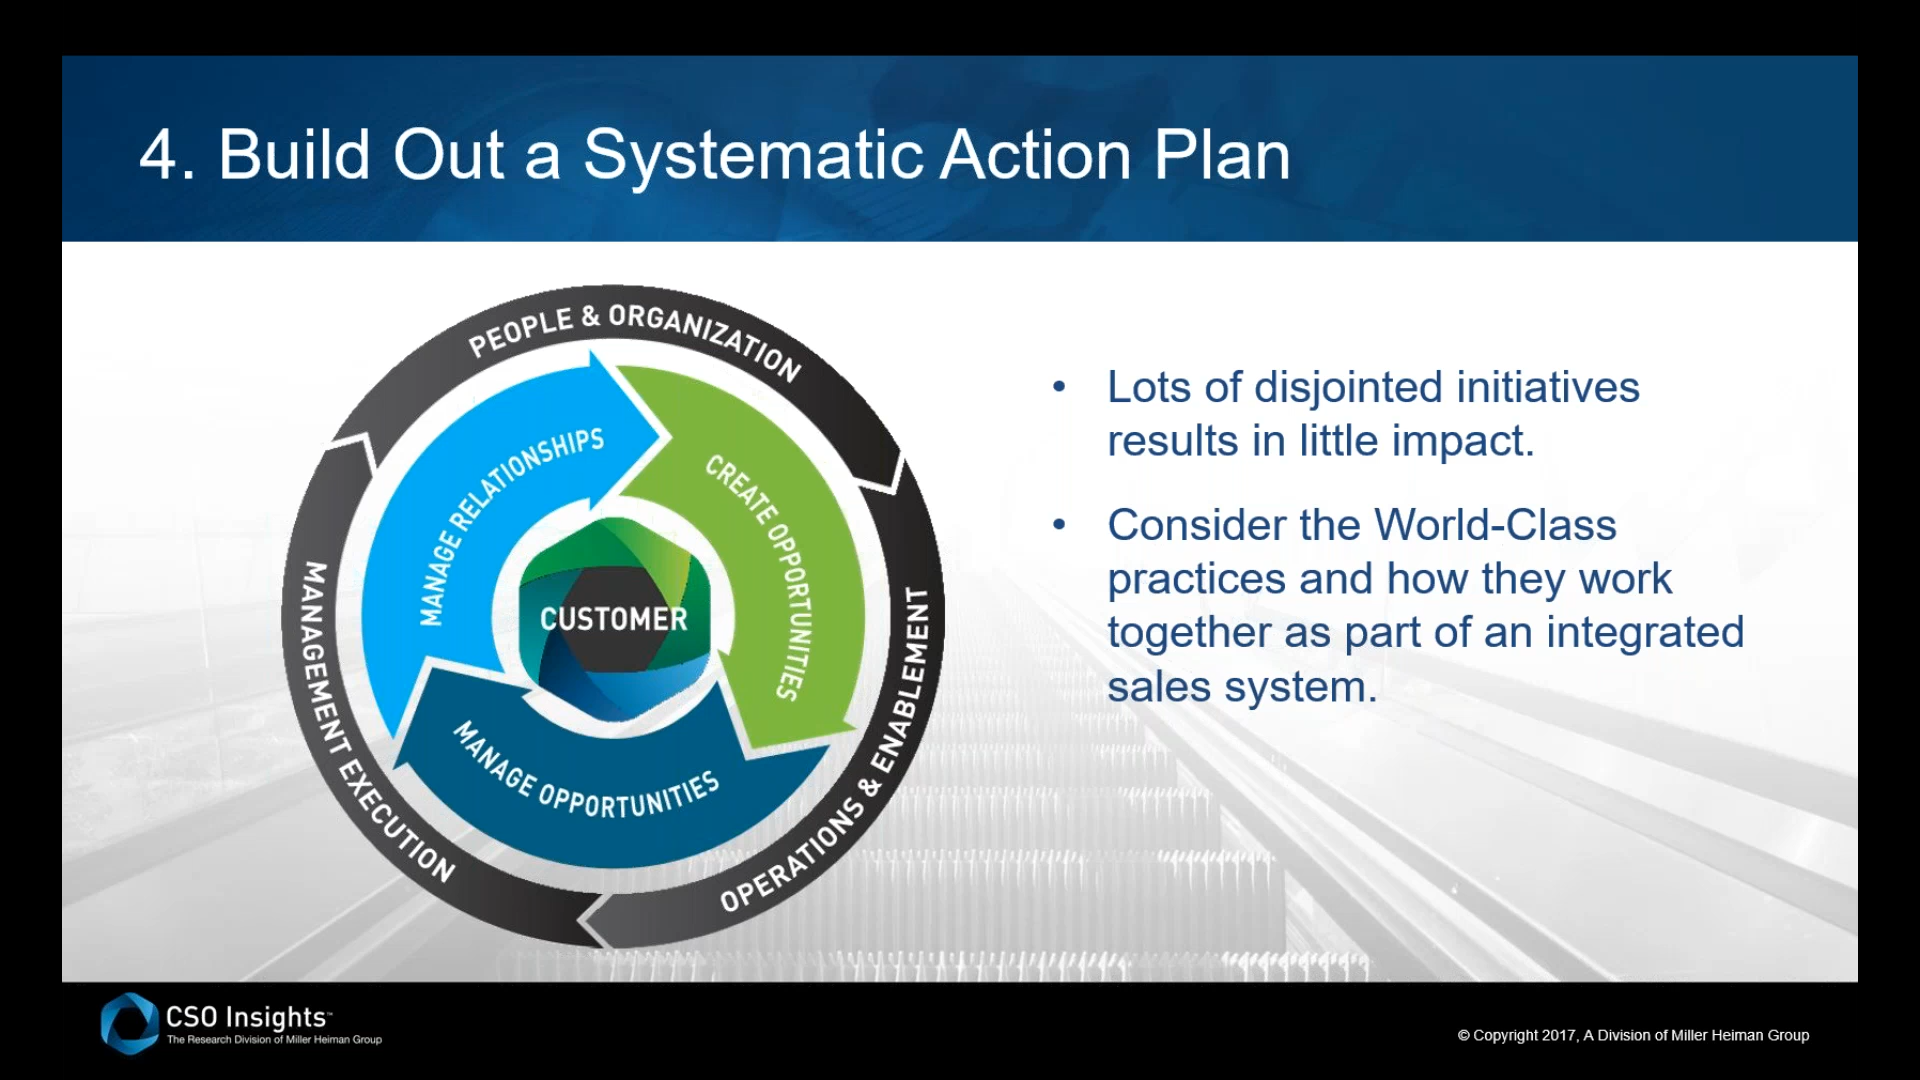 4. Build Out a Systematic Action Plan
PEOPLE & ORGANIZATION
MANAGE RELATIONSHIPS
CREATE OPPORTUNITIES
CUSTOMER
MANAGE OPPORTUNITIES
MANAGEMENT EXECUTION
OPERATIONS & ENABLEMENT
• Lots of disjointed initiatives
results in little impact.
• Consider the World-Class
practices and how they work
together as part of an integrated
sales system.
CSO Insights™
The Research Division of Miller Heiman Group
© Copyright 2017, A Division of Miller Heiman Group